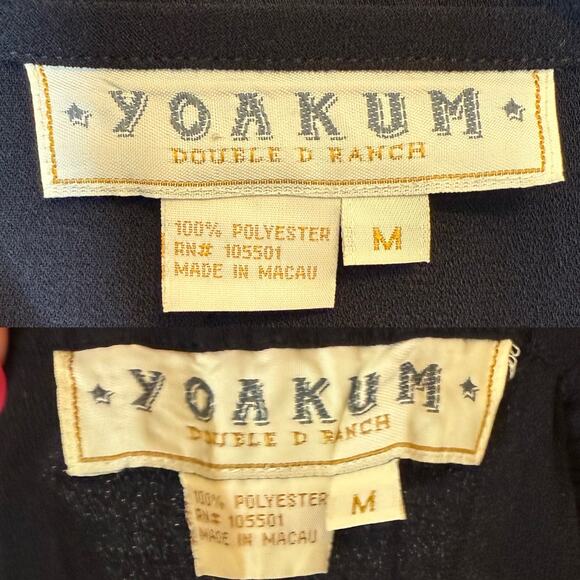 YOAKUM
DOUBLE D RANCH
100% POLYESTER
RN# 105501
MADE IN MACAU
M
YOAKUM
DOUBLE D RANCH
100% POLYESTER
RN# 105501
MADE IN MACAU
M